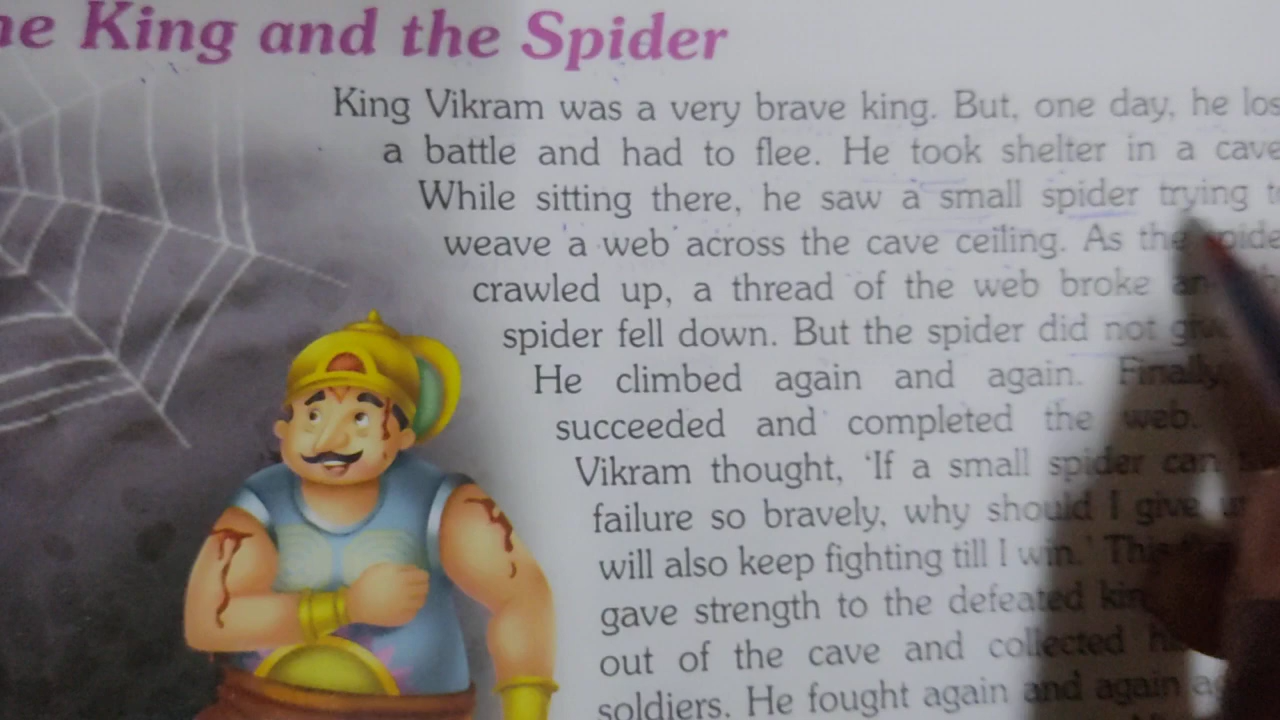 King and the Spider
King Vikram was a very brave king. But, one day, he
a battle and had to flee. He took shelter in a cave
While sitting there, he saw a small spider trying
weave a web across the cave ceiling. As the
crawled up, a thread of the web broke
spider fell down. But the spider did not
He climbed again and again. Finally,
succeeded and completed the web.
Vikram thought, ‘If a small spider can
failure so bravely, why should I give
will also keep fighting till I win.’
gave strength to the defeated
out of the cave and collected
soldiers. He fought again and again